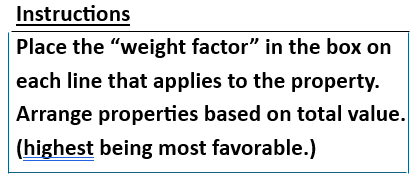 Instructions
Place the “weight factor” in the box on
each line that applies to the property.
Arrange properties based on total value.
(highest being most favorable.)